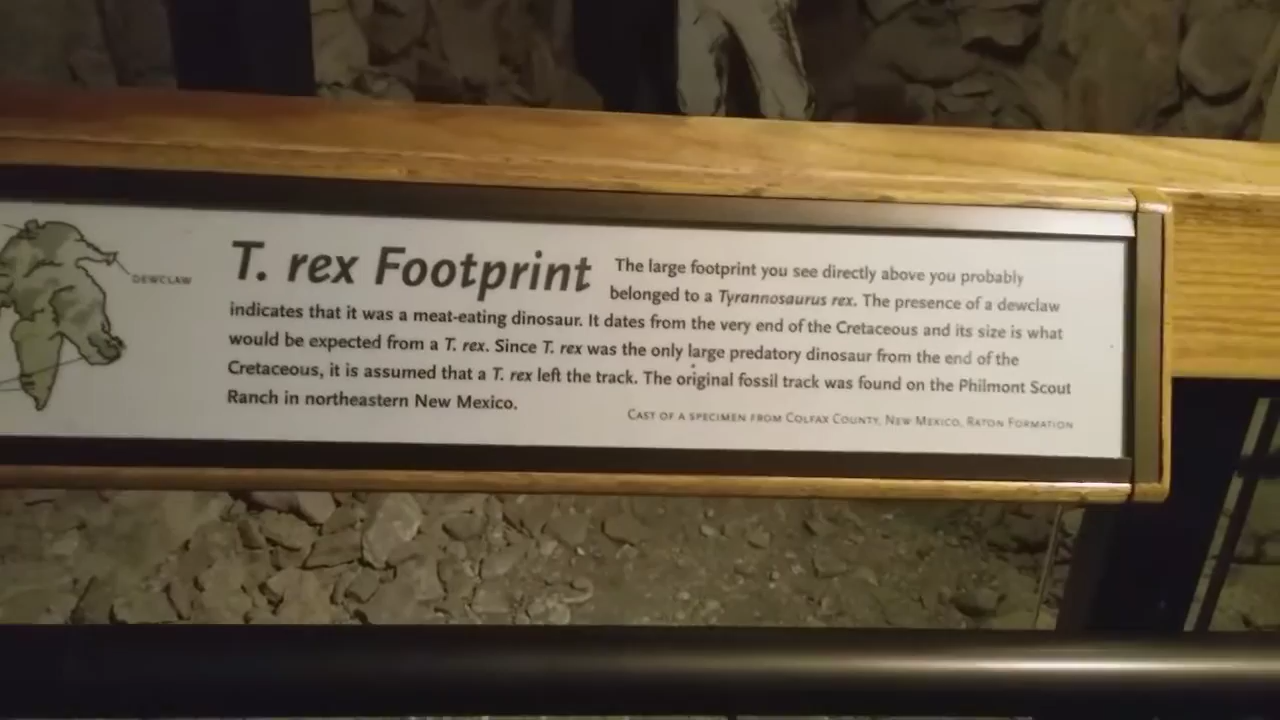 DEWCLAW
T. rex Footprint
The large footprint you see directly above you probably
belonged to a Tyrannosaurus rex. The presence of a dewclaw
indicates that it was a meat-eating dinosaur. It dates from the very end of the Cretaceous and its size is what
would be expected from a T. rex. Since T. rex was the only large predatory dinosaur from the end of the
Cretaceous, it is assumed that a T. rex left the track. The original fossil track was found on the Philmont Scout
Ranch in northeastern New Mexico.
CAST OF A SPECIMEN FROM COLFAX COUNTY, NEW MEXICO, RATON FORMATION